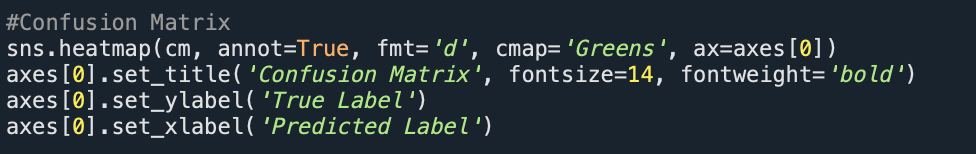 #Confusion Matrix
sns.heatmap(cm, annot=True, fmt='d', cmap='Greens', ax=axes[0])
axes[0].set_title('Confusion Matrix', fontsize=14, fontweight='bold')
axes[0].set_ylabel('True Label')
axes[0].set_xlabel('Predicted Label')